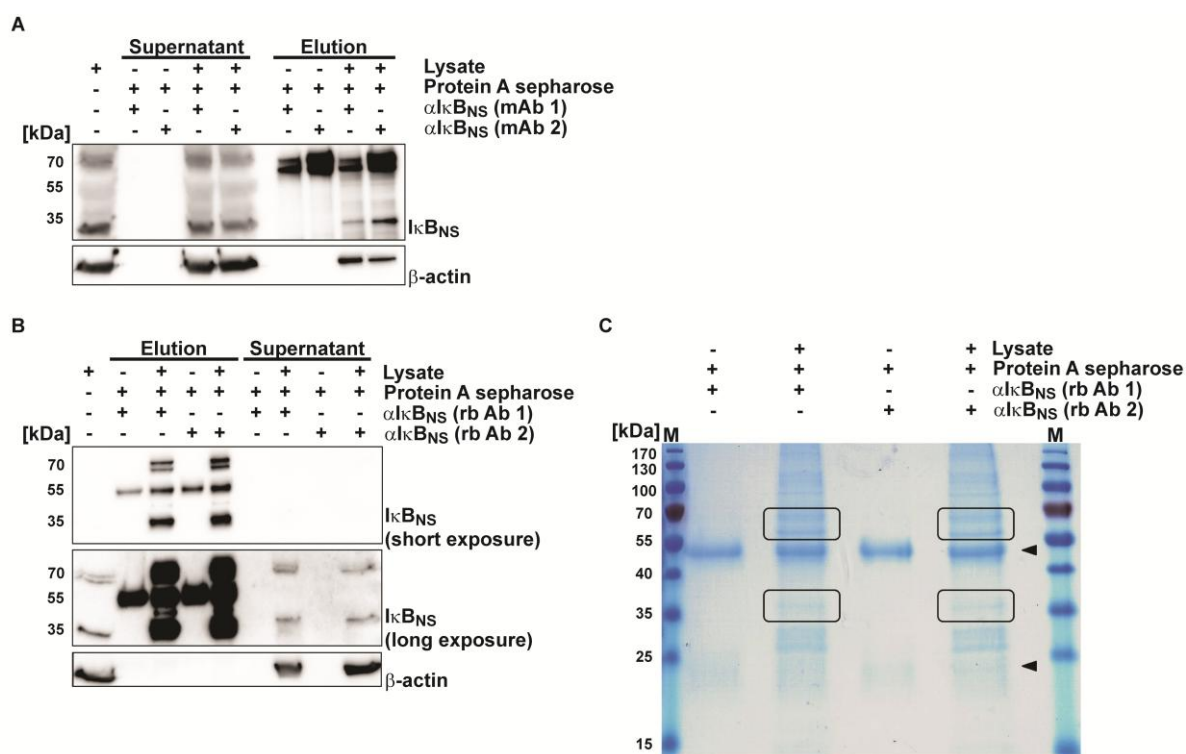 A
Supernatant Elution
+ - - + + - - + + Lysate
- + + + + + + + + Protein A sepharose
- + - + - + - + - αIκBNS (mAb 1)
- - + - + - + - + αIκBNS (mAb 2)
[kDa]
70
55
35
IκBNS
β-actin
B
Elution Supernatant
+ - + - + - + - + Lysate
- + + + + + + + + Protein A sepharose
- + + - - + + - - αIκBNS (rb Ab 1)
- - - + + - - + + αIκBNS (rb Ab 2)
[kDa]
70
55
35
IκBNS
(short exposure)
70
55
35
IκBNS
(long exposure)
β-actin
C
- + - + Lysate
+ + + + Protein A sepharose
+ + - - αIκBNS (rb Ab 1)
- - + + αIκBNS (rb Ab 2)
[kDa] M M
170
130
100
70
55
40
35
25
15